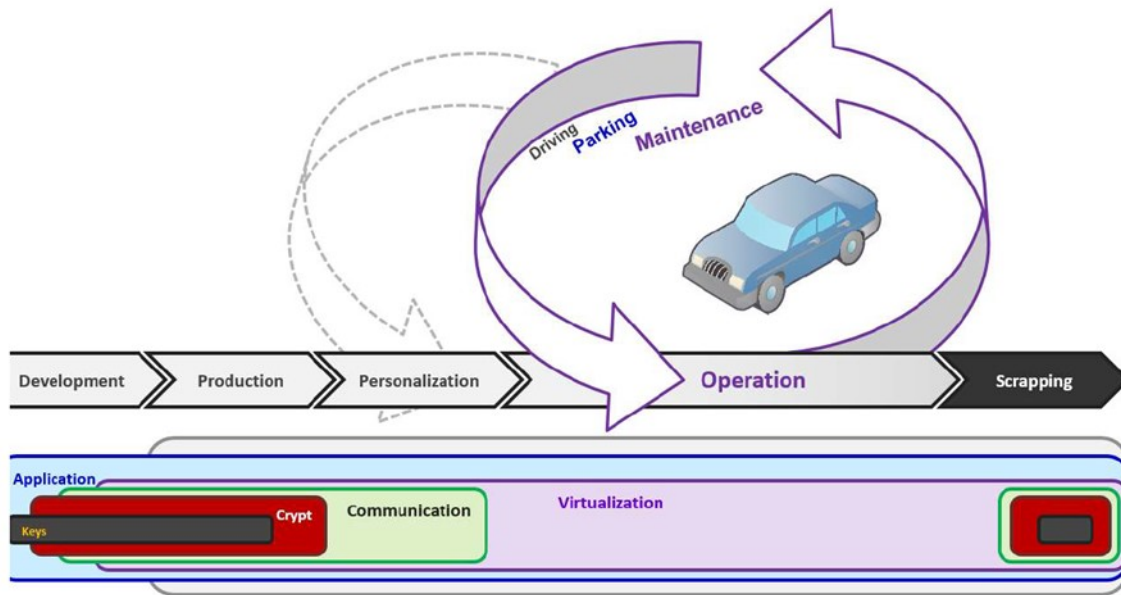 Driving
Parking
Maintenance
Development
Production
Personalization
Operation
Scrapping
Application
Keys
Crypt
Communication
Virtualization